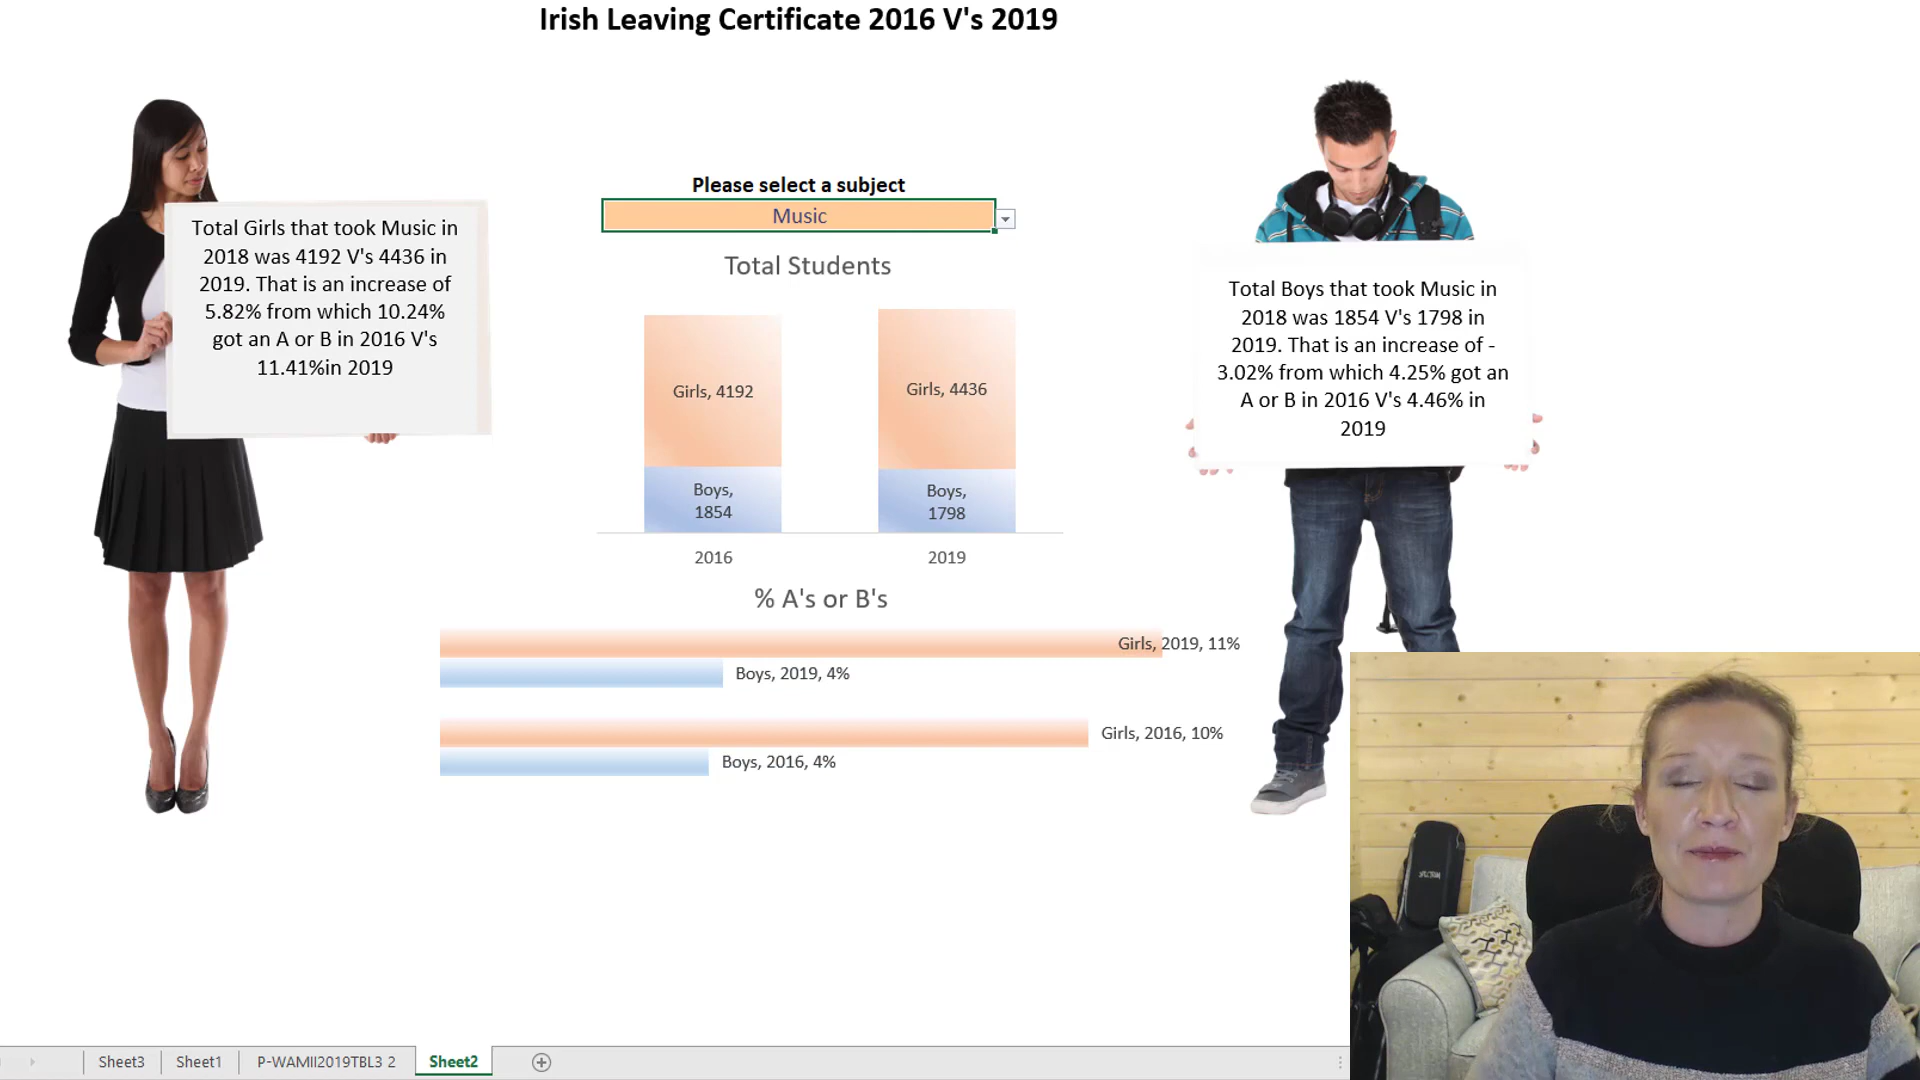 Irish Leaving Certificate 2016 V's 2019
Please select a subject
Music
Total Girls that took Music in
2018 was 4192 V's 4436 in
2019. That is an increase of
5.82% from which 10.24%
got an A or B in 2016 V's
11.41%in 2019
Total Students
Girls, 4192
Girls, 4436
Boys,
1854
Boys,
1798
2016
2019
Total Boys that took Music in
2018 was 1854 V's 1798 in
2019. That is an increase of -
3.02% from which 4.25% got an
A or B in 2016 V's 4.46% in
2019
% A's or B's
Girls, 2019, 11%
Boys, 2019, 4%
Girls, 2016, 10%
Boys, 2016, 4%
Sheet3
Sheet1
P-WAMII2019TBL3 2
Sheet2